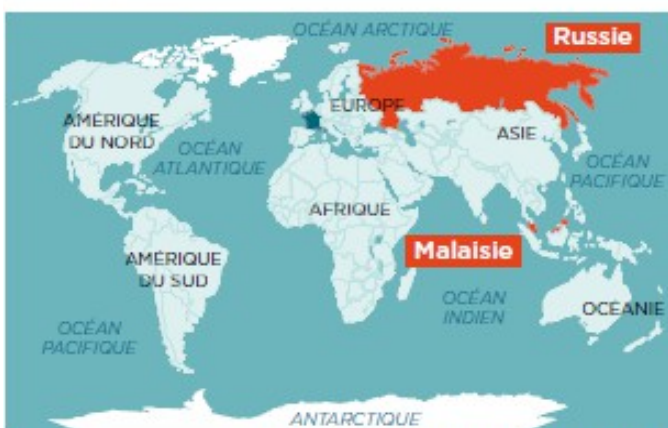 OCÉAN ARCTIQUE
Russie
EUROPE
AMÉRIQUE
DU NORD
ASIE
OCÉAN
ATLANTIQUE
OCÉAN
PACIFIQUE
AFRIQUE
Malaisie
AMÉRIQUE
DU SUD
OCÉAN
INDIEN
OCÉANIE
OCÉAN
PACIFIQUE
ANTARCTIQUE